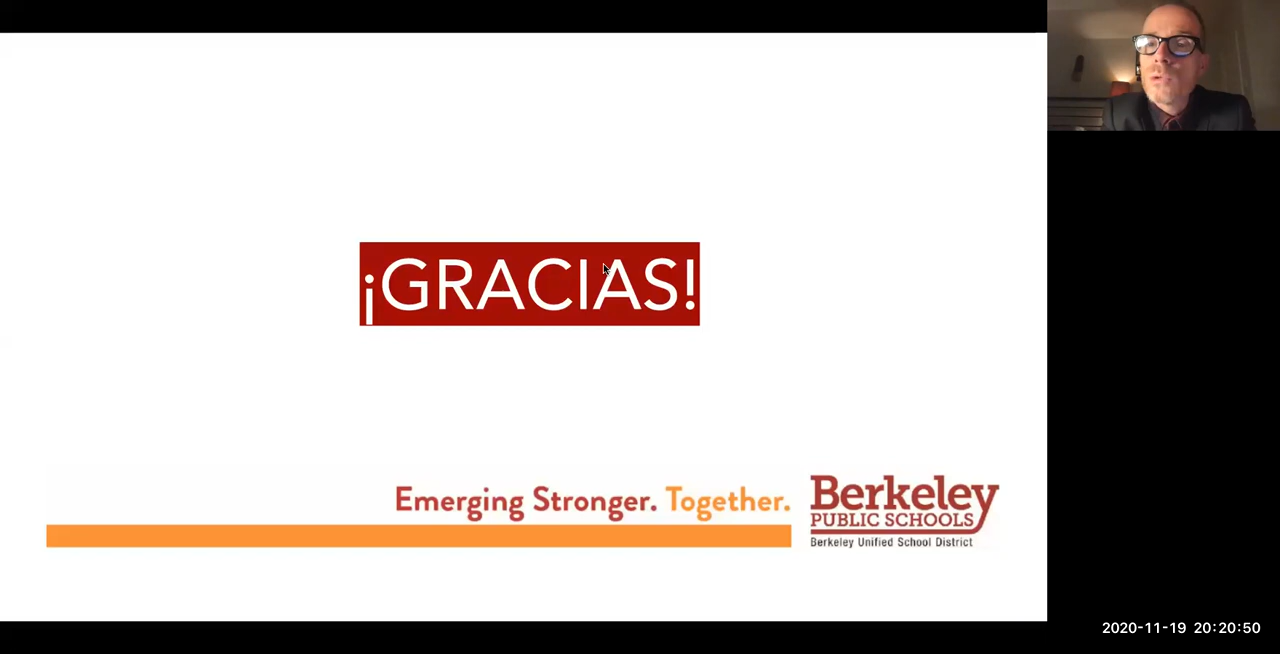 ¡GRACIAS!
Emerging Stronger. Together.
Berkeley
PUBLIC SCHOOLS
Berkeley Unified School District
2020-11-19 20:20:50